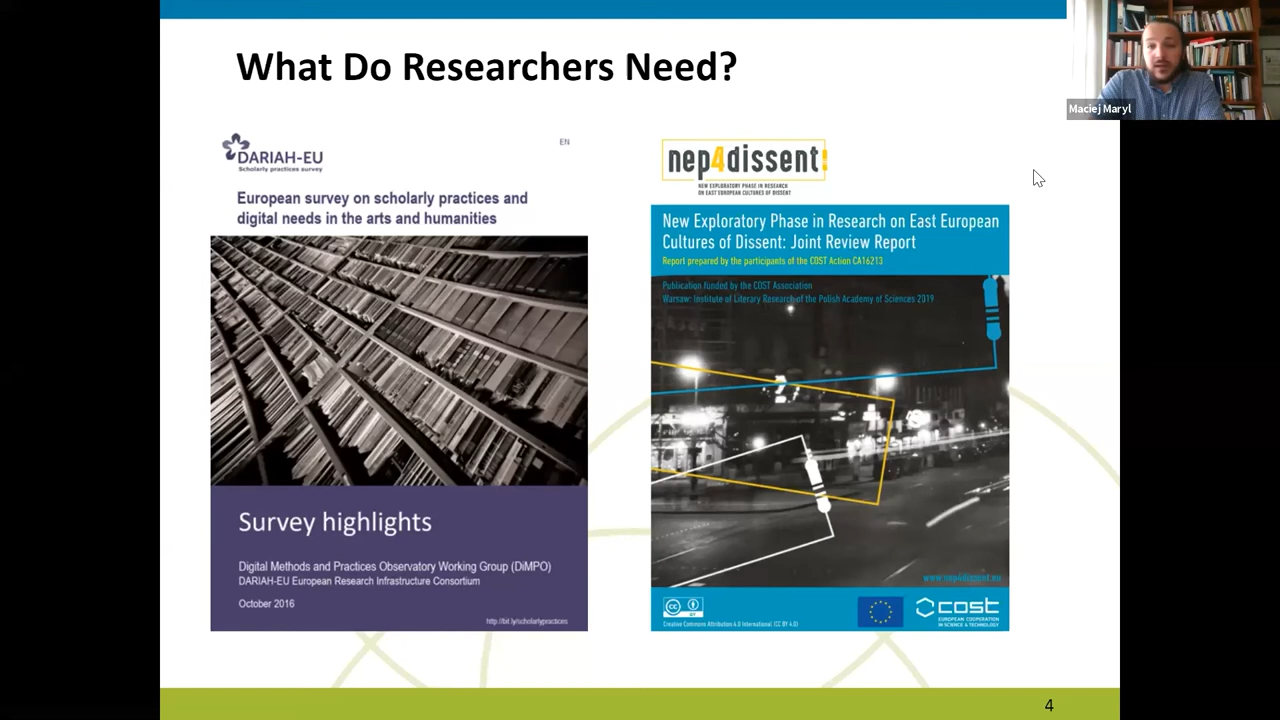 What Do Researchers Need?
Maciej Maryl
DARIAH-EU
Scholarly practices survey
EN
European survey on scholarly practices and
digital needs in the arts and humanities
Survey highlights
Digital Methods and Practices Observatory Working Group (DiMPO)
DARIAH-EU European Research Infrastructure Consortium
October 2016
http://bit.ly/scholarlypractices
nep4dissent!
NEW EXPLORATORY PHASE IN RESEARCH
ON EAST EUROPEAN CULTURES OF DISSENT
New Exploratory Phase in Research on East European
Cultures of Dissent: Joint Review Report
Report prepared by the participants of the COST Action CA16213
Publication funded by the COST Association
Warsaw: Institute of Literary Research of the Polish Academy of Sciences 2019
www.nep4dissent.eu
cc
BY
Creative Commons Attribution 4.0 International (CC BY 4.0)
cost
EUROPEAN COOPERATION
IN SCIENCE & TECHNOLOGY
4